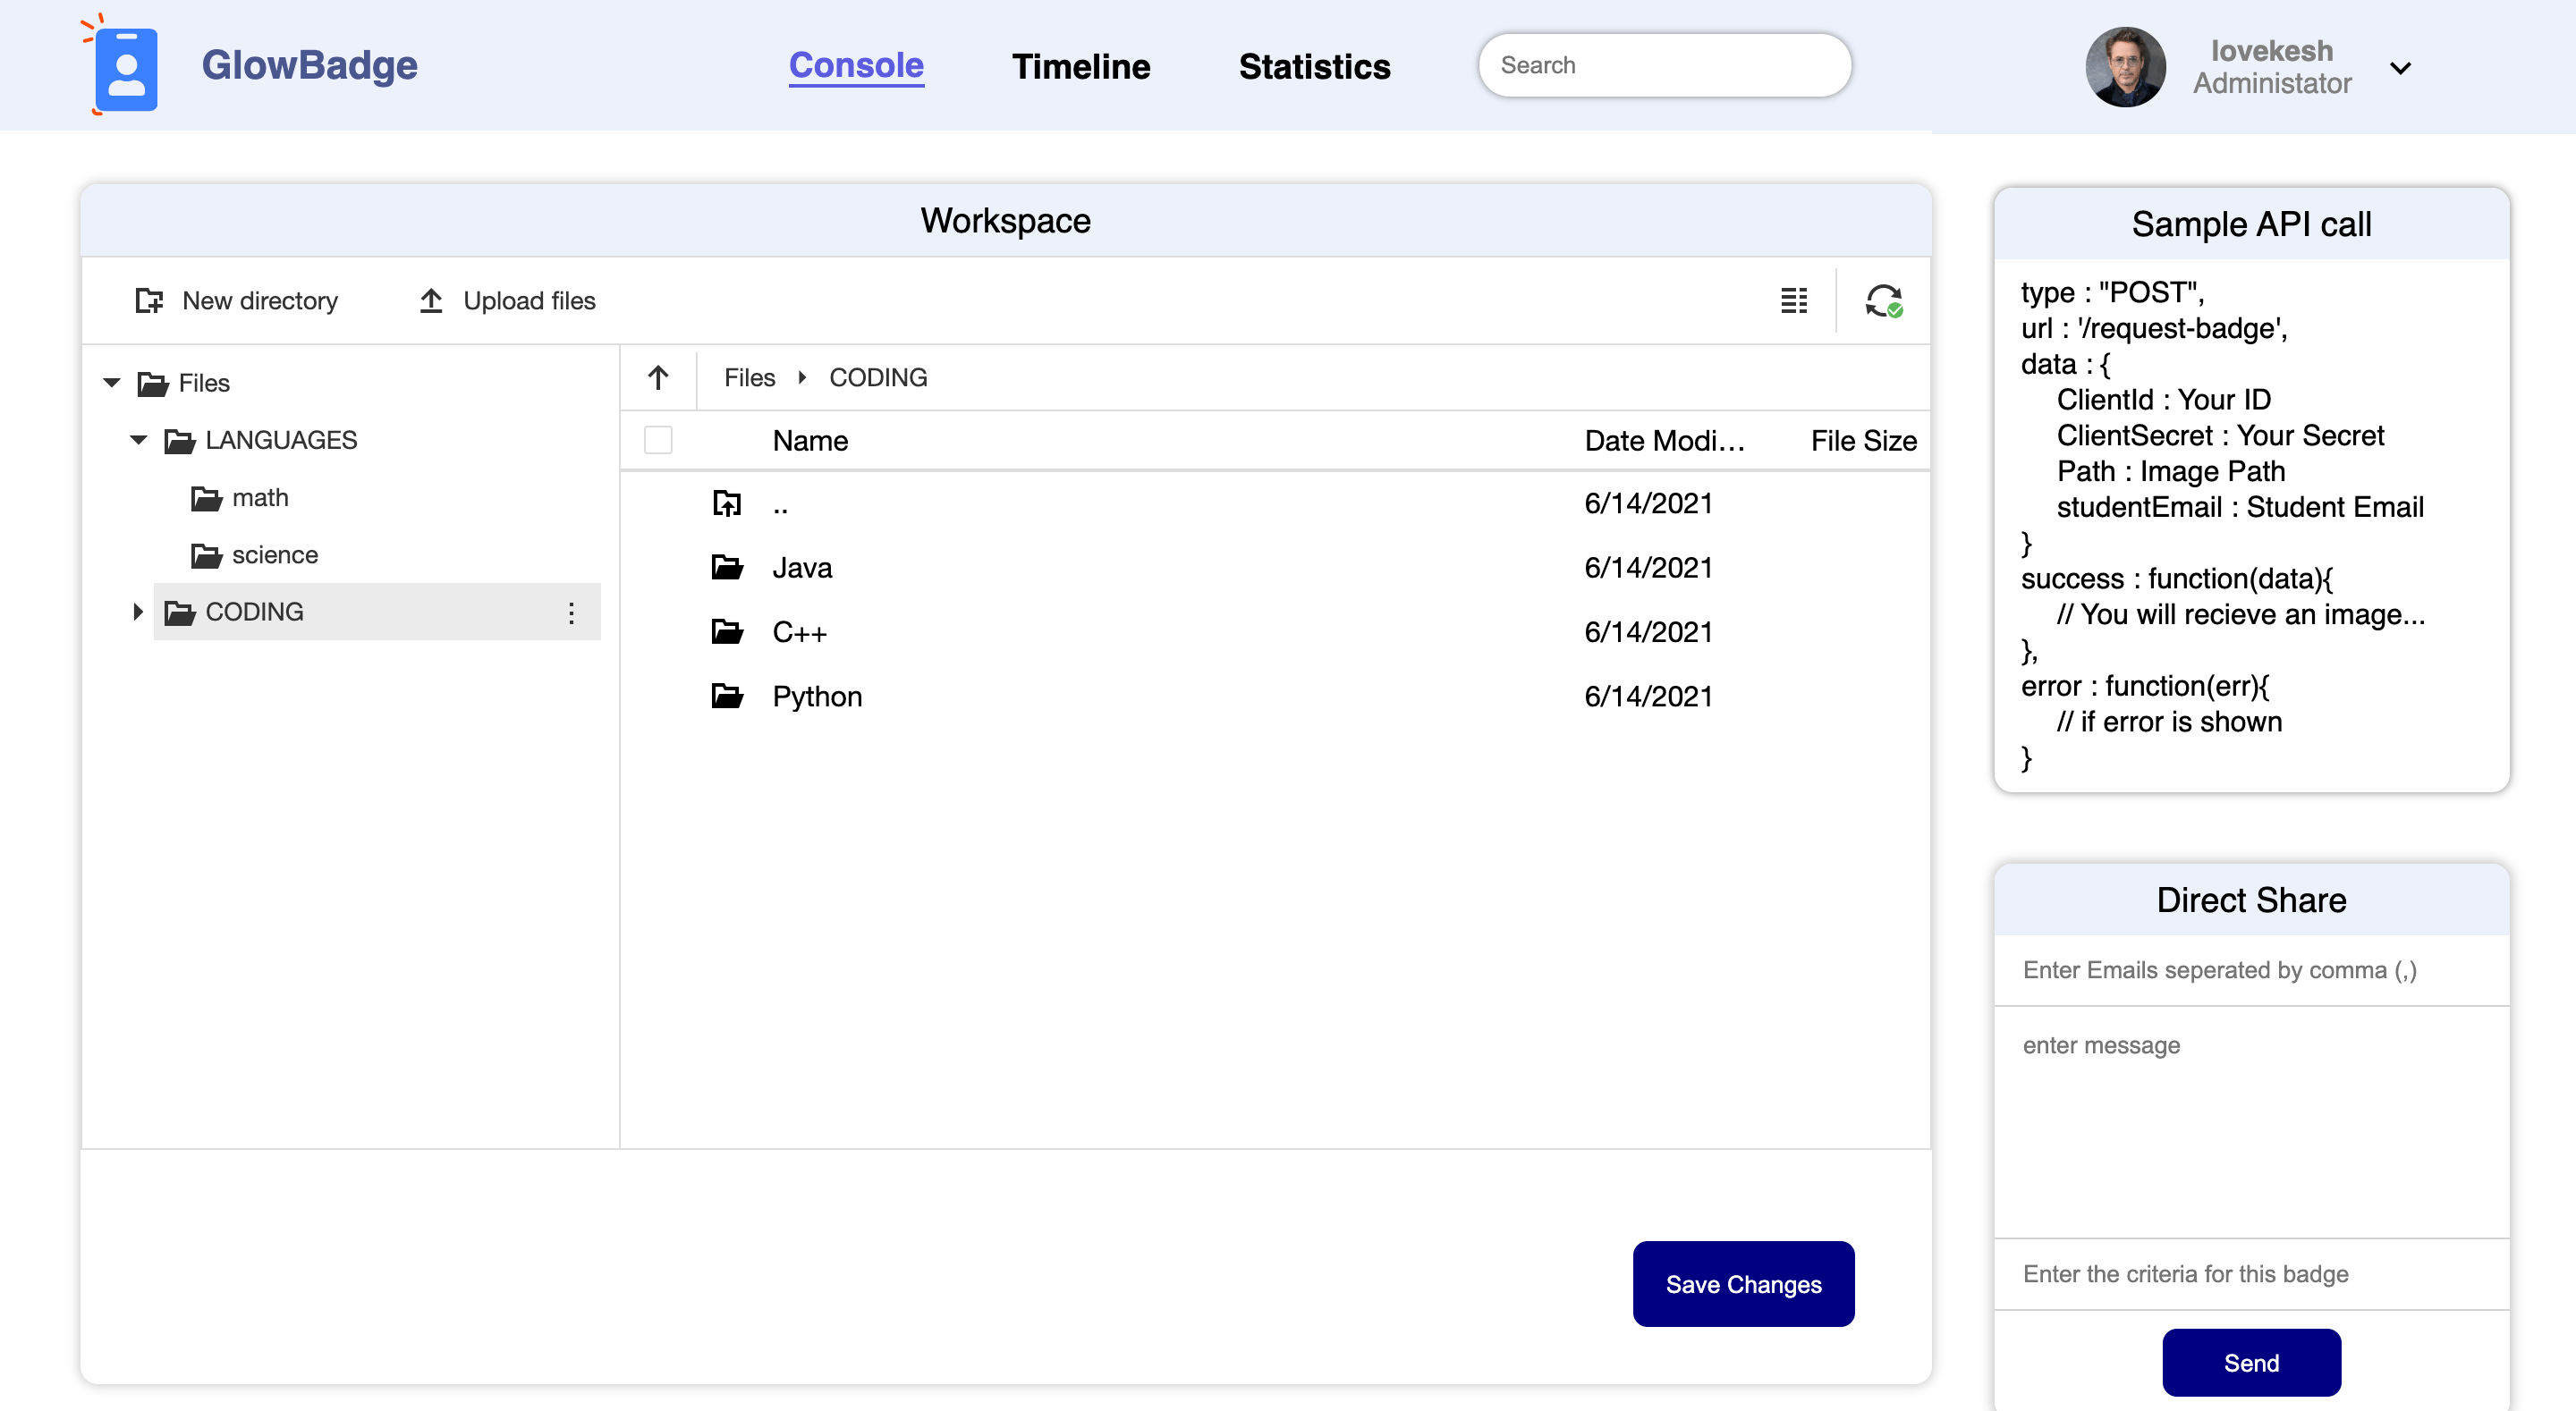 GlowBadge
Console
Timeline
Statistics
Search
lovekesh
Administator
Workspace
New directory
Upload files
Files
LANGUAGES
math
science
CODING
Files
CODING
Name
Date Modi...
File Size
..
6/14/2021
Java
6/14/2021
C++
6/14/2021
Python
6/14/2021
Save Changes
Sample API call
type : "POST",
url : '/request-badge',
data : {
ClientId : Your ID
ClientSecret : Your Secret
Path : Image Path
studentEmail : Student Email
}
success : function(data){
// You will recieve an image...
},
error : function(err){
// if error is shown
}
Direct Share
Enter Emails seperated by comma (,)
enter message
Enter the criteria for this badge
Send